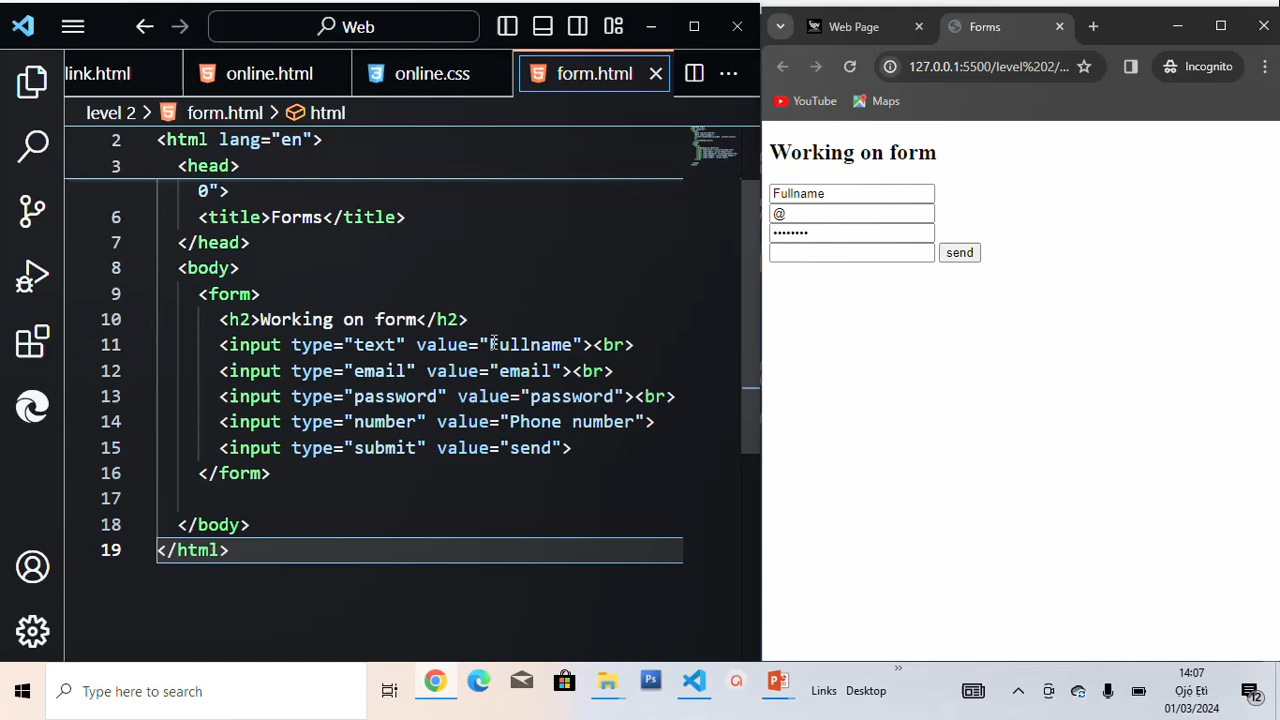 Web
link.html
online.html
online.css
form.html
level 2 > form.html > html
2 <html lang="en">
3 <head>
0">
6 <title>Forms</title>
7 </head>
8 <body>
9 <form>
10 <h2>Working on form</h2>
11 <input type="text" value="Fullname"><br>
12 <input type="email" value="email"><br>
13 <input type="password" value="password"><br>
14 <input type="number" value="Phone number">
15 <input type="submit" value="send">
16 </form>
17
18 </body>
19 </html>
Web Page
Forms
127.0.0.1:5500/level%202/...
Incognito
YouTube
Maps
Working on form
Fullname
@
••••••••
send
Type here to search
Ps
Links
Desktop
»
14:07
Ojó Ẹtì
01/03/2024
12